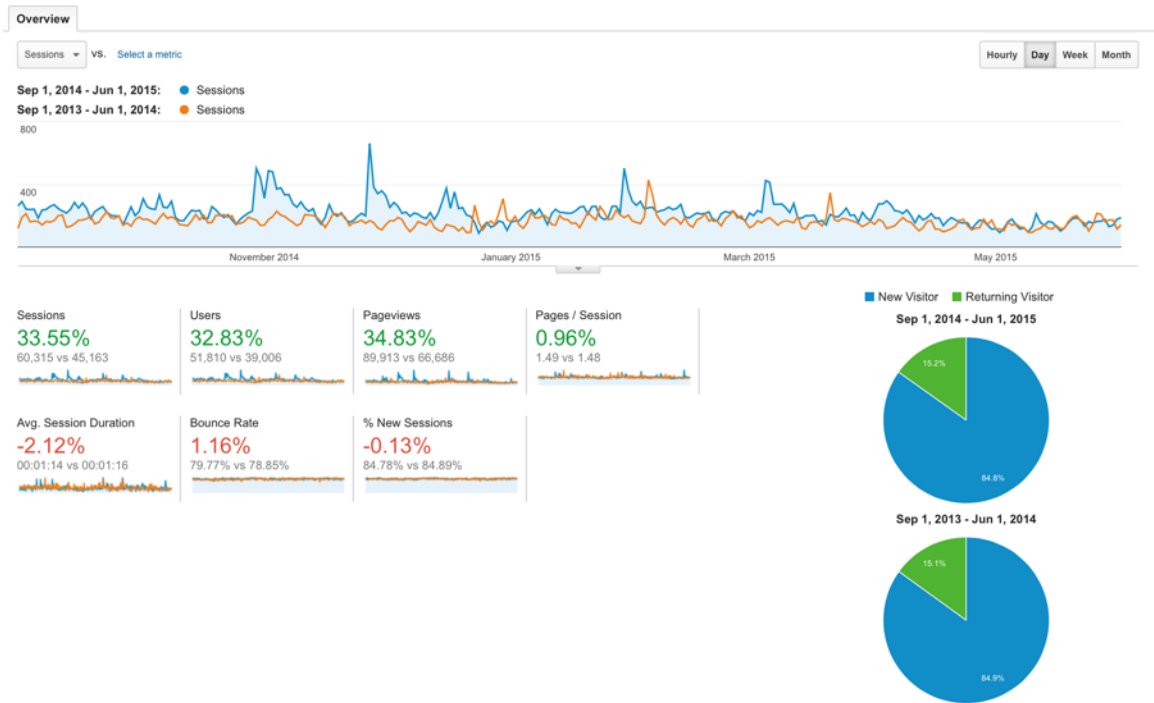 Overview
Sessions VS. Select a metric
Hourly Day Week Month
Sep 1, 2014 - Jun 1, 2015: Sessions
Sep 1, 2013 - Jun 1, 2014: Sessions
800
400
November 2014 January 2015 March 2015 May 2015
New Visitor Returning Visitor
Sessions
33.55%
60,315 vs 45,163
Users
32.83%
51,810 vs 39,006
Pageviews
34.83%
89,913 vs 66,686
Pages / Session
0.96%
1.49 vs 1.48
Avg. Session Duration
-2.12%
00:01:14 vs 00:01:16
Bounce Rate
1.16%
79.77% vs 78.85%
% New Sessions
-0.13%
84.78% vs 84.89%
Sep 1, 2014 - Jun 1, 2015
15.2%
84.8%
Sep 1, 2013 - Jun 1, 2014
15.1%
84.9%